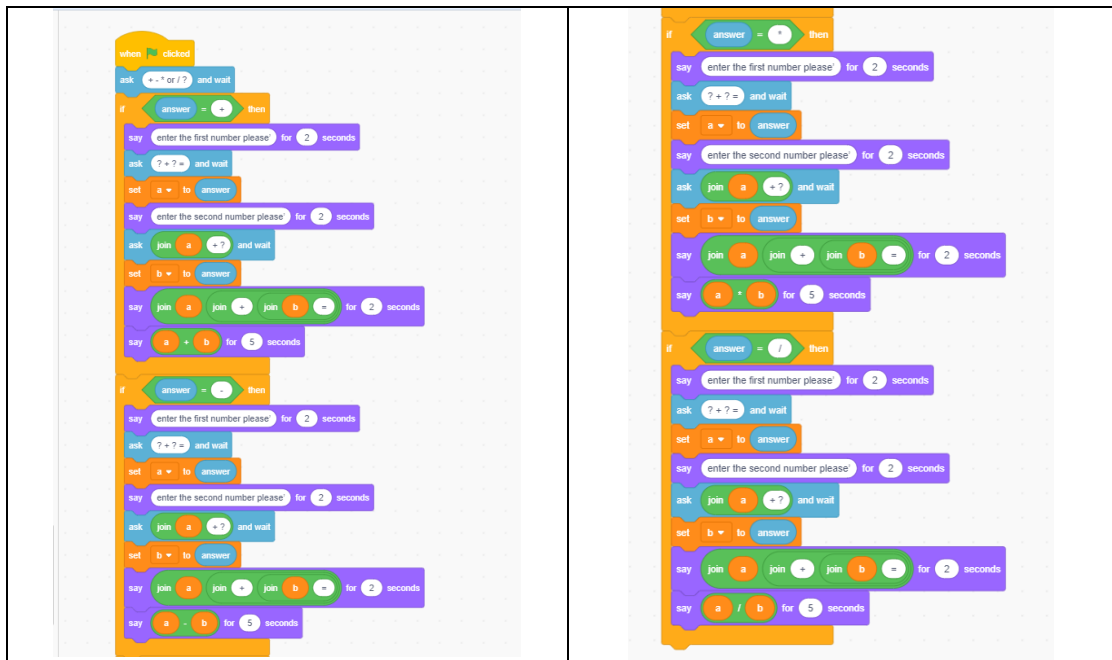 when clicked
ask + - * or / ? and wait
if answer = + then
say enter the first number please' for 2 seconds
ask ? + ? = and wait
set a to answer
say enter the second number please' for 2 seconds
ask join a + ? and wait
set b to answer
say join a join + join b = for 2 seconds
say a + b for 5 seconds
if answer = - then
say enter the first number please' for 2 seconds
ask ? + ? = and wait
set a to answer
say enter the second number please' for 2 seconds
ask join a + ? and wait
set b to answer
say join a join + join b = for 2 seconds
say a - b for 5 seconds
if answer = * then
say enter the first number please' for 2 seconds
ask ? + ? = and wait
set a to answer
say enter the second number please' for 2 seconds
ask join a + ? and wait
set b to answer
say join a join + join b = for 2 seconds
say a * b for 5 seconds
if answer = / then
say enter the first number please' for 2 seconds
ask ? + ? = and wait
set a to answer
say enter the second number please' for 2 seconds
ask join a + ? and wait
set b to answer
say join a join + join b = for 2 seconds
say a / b for 5 seconds